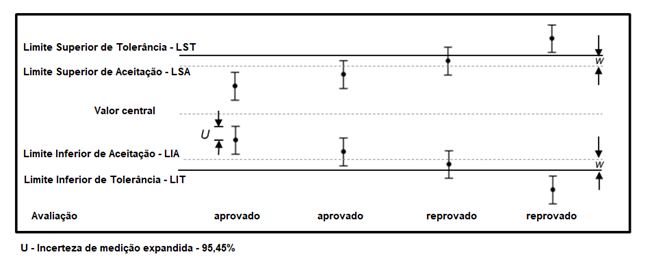 Limite Superior de Tolerância - LST
w
Limite Superior de Aceitação - LSA
Valor central
U
Limite Inferior de Aceitação - LIA
w
Limite Inferior de Tolerância - LIT
Avaliação aprovado aprovado reprovado reprovado
U - Incerteza de medição expandida - 95,45%